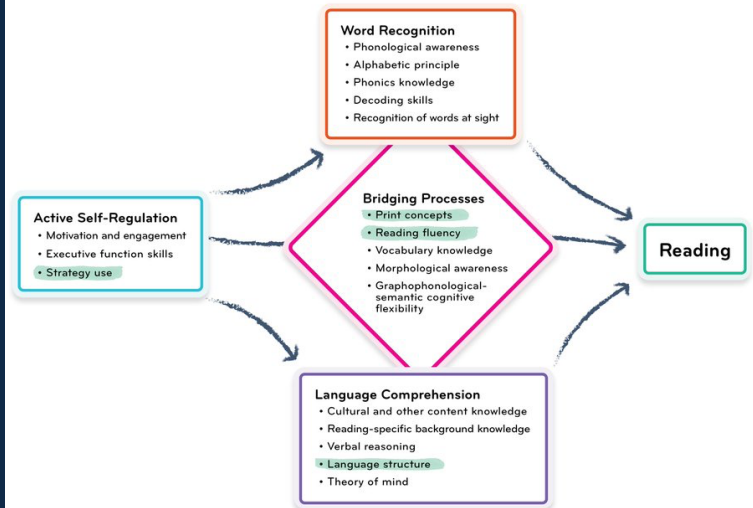 Word Recognition
• Phonological awareness
• Alphabetic principle
• Phonics knowledge
• Decoding skills
• Recognition of words at sight
Active Self-Regulation
• Motivation and engagement
• Executive function skills
• Strategy use
Bridging Processes
• Print concepts
• Reading fluency
• Vocabulary knowledge
• Morphological awareness
• Graphophonological-
semantic cognitive
flexibility
Reading
Language Comprehension
• Cultural and other content knowledge
• Reading-specific background knowledge
• Verbal reasoning
• Language structure
• Theory of mind